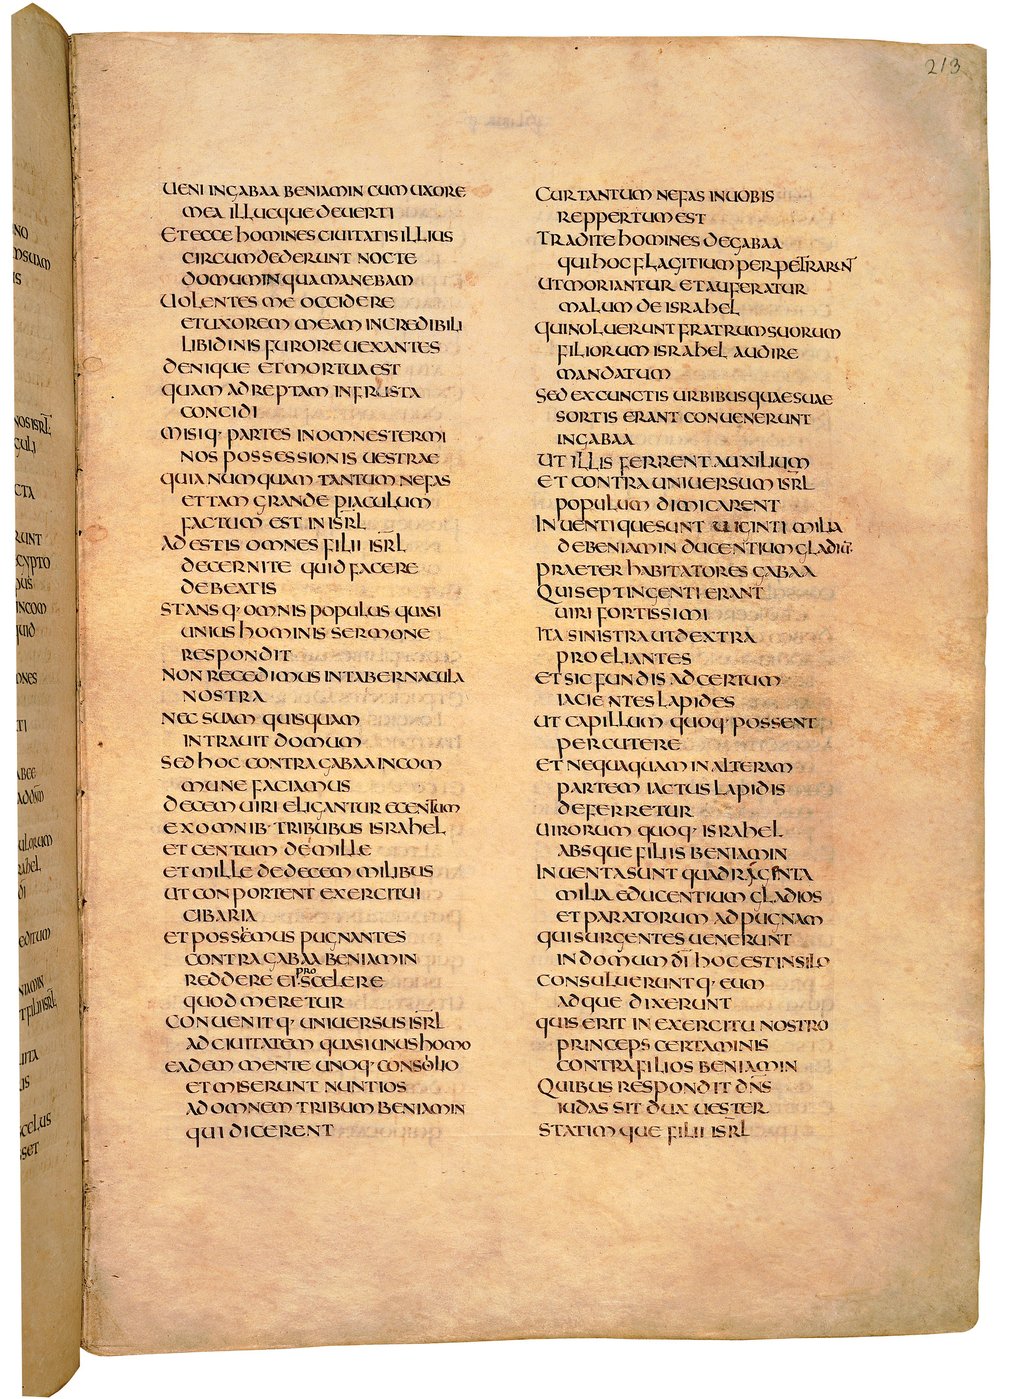 213
UENI INGABAA BENIAMIN CUM UXORE
MEA ILLUCQUE DEUERTI
ET ECCE HOMINES CIUITATIS ILLIUS
CIRCUMDEDERUNT NOCTE
DOMUM IN QUA MANEBAM
UOLENTES ME OCCIDERE
ET UXOREM MEAM INCREDIBILI
LIBIDINIS FURORE UEXANTES
DENIQUE ET MORTUA EST
QUAM ADREPTAM IN FRUSTA
CONCIDI
MISIQ· PARTES IN OMNES TERMI
NOS POSSESSIONIS UESTRAE
QUIA NUMQUAM TANTUM NEFAS
ET TAM GRANDE PIACULUM
FACTUM EST IN ISRL̄
ADESTIS OMNES FILII ISRL̄
DECERNITE QUID FACERE
DEBEATIS
STANSQ· OMNIS POPULUS QUASI
UNIUS HOMINIS SERMONE
RESPONDIT
NON RECEDIMUS IN TABERNACULA
NOSTRA
NEC SUAM QUISQUAM
INTRAUIT DOMUM
SED HOC CONTRA GABAA INCOM
MUNE FACIAMUS
DECEM UIRI ELIGANTUR E CENTUM
EX OMNIB· TRIBUBUS ISRAHEL
ET CENTUM DE MILLE
ET MILLE DE DECEM MILIBUS
UT CONPORTENT EXERCITUI
CIBARIA
ET POSSEMUS PUGNANTES
CONTRA GABAA BENIAMIN
REDDERE EI PRO SCELERE
QUOD MERETUR
CONUENITQ· UNIUERSUS ISRL̄
AD CIUITATEM QUASI UNUS HOMO
EADEM MENTE UNOQ· CONSILIO
ET MISERUNT NUNTIOS
AD OMNEM TRIBUM BENIAMIN
QUI DICERENT
CUR TANTUM NEFAS IN UOBIS
REPPERTUM EST
TRADITE HOMINES DE GABAA
QUI HOC FLAGITIUM PERPETRARUNT
UT MORIANTUR ET AUFERATUR
MALUM DE ISRAHEL
QUI NOLUERUNT FRATRUM SUORUM
FILIORUM ISRAHEL AUDIRE
MANDATUM
SED EX CUNCTIS URBIBUS QUAE SUAE
SORTIS ERANT CONUENERUNT
IN GABAA
UT ILLIS FERRENT AUXILIUM
ET CONTRA UNIUERSUM ISRL̄
POPULUM DIMICARENT
INUENTIQUE SUNT UIGINTI MILIA
DE BENIAMIN DUCENTIUM GLADIŪ·
PRAETER HABITATORES GABAA
QUI SEPTINGENTI ERANT
UIRI FORTISSIMI
ITA SINISTRA UT DEXTRA
PROELIANTES
ET SIC FUNDIS AD CERTUM
IACIENTES LAPIDES
UT CAPILLUM QUOQ· POSSENT
PERCUTERE
ET NEQUAQUAM IN ALTERAM
PARTEM IACTUS LAPIDIS
DEFERRETUR
UIRORUM QUOQ· ISRAHEL
ABSQUE FILIIS BENIAMIN
INUENTA SUNT QUADRAGINTA
MILIA EDUCENTIUM GLADIOS
ET PARATORUM AD PUGNAM
QUI SURGENTES UENERUNT
IN DOMUM DĪ HOC EST IN SILO
CONSULUERUNTQ· EUM
ADQUE DIXERUNT
QUIS ERIT IN EXERCITU NOSTRO
PRINCEPS CERTAMINIS
CONTRA FILIOS BENIAMIN
QUIBUS RESPONDIT DN̄S
IUDAS SIT DUX UESTER
STATIMQUE FILII ISRL̄